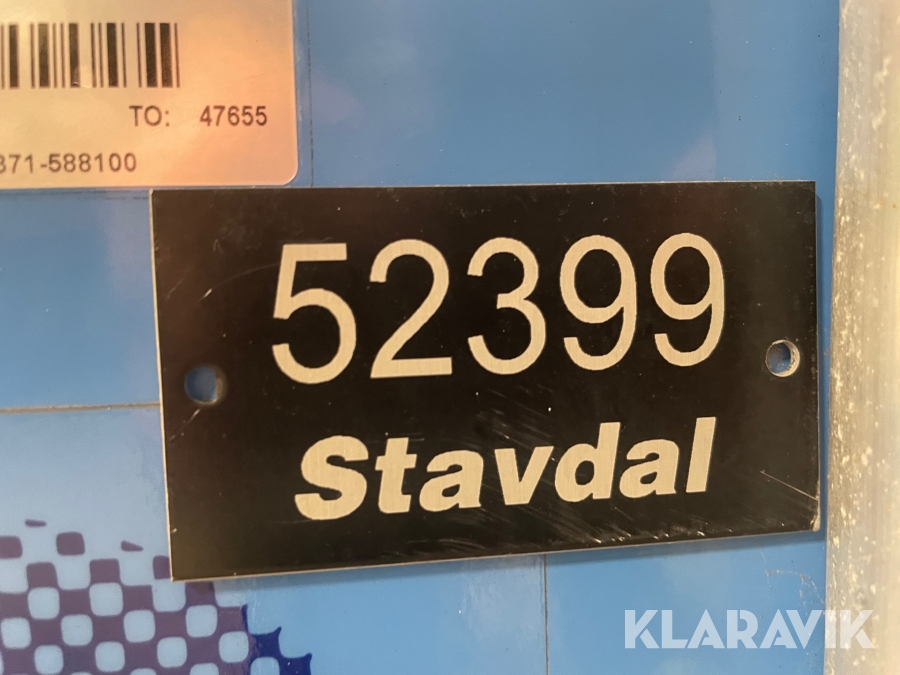 TO: 47655
371-588100
52399
Stavdal
KLARAVIK